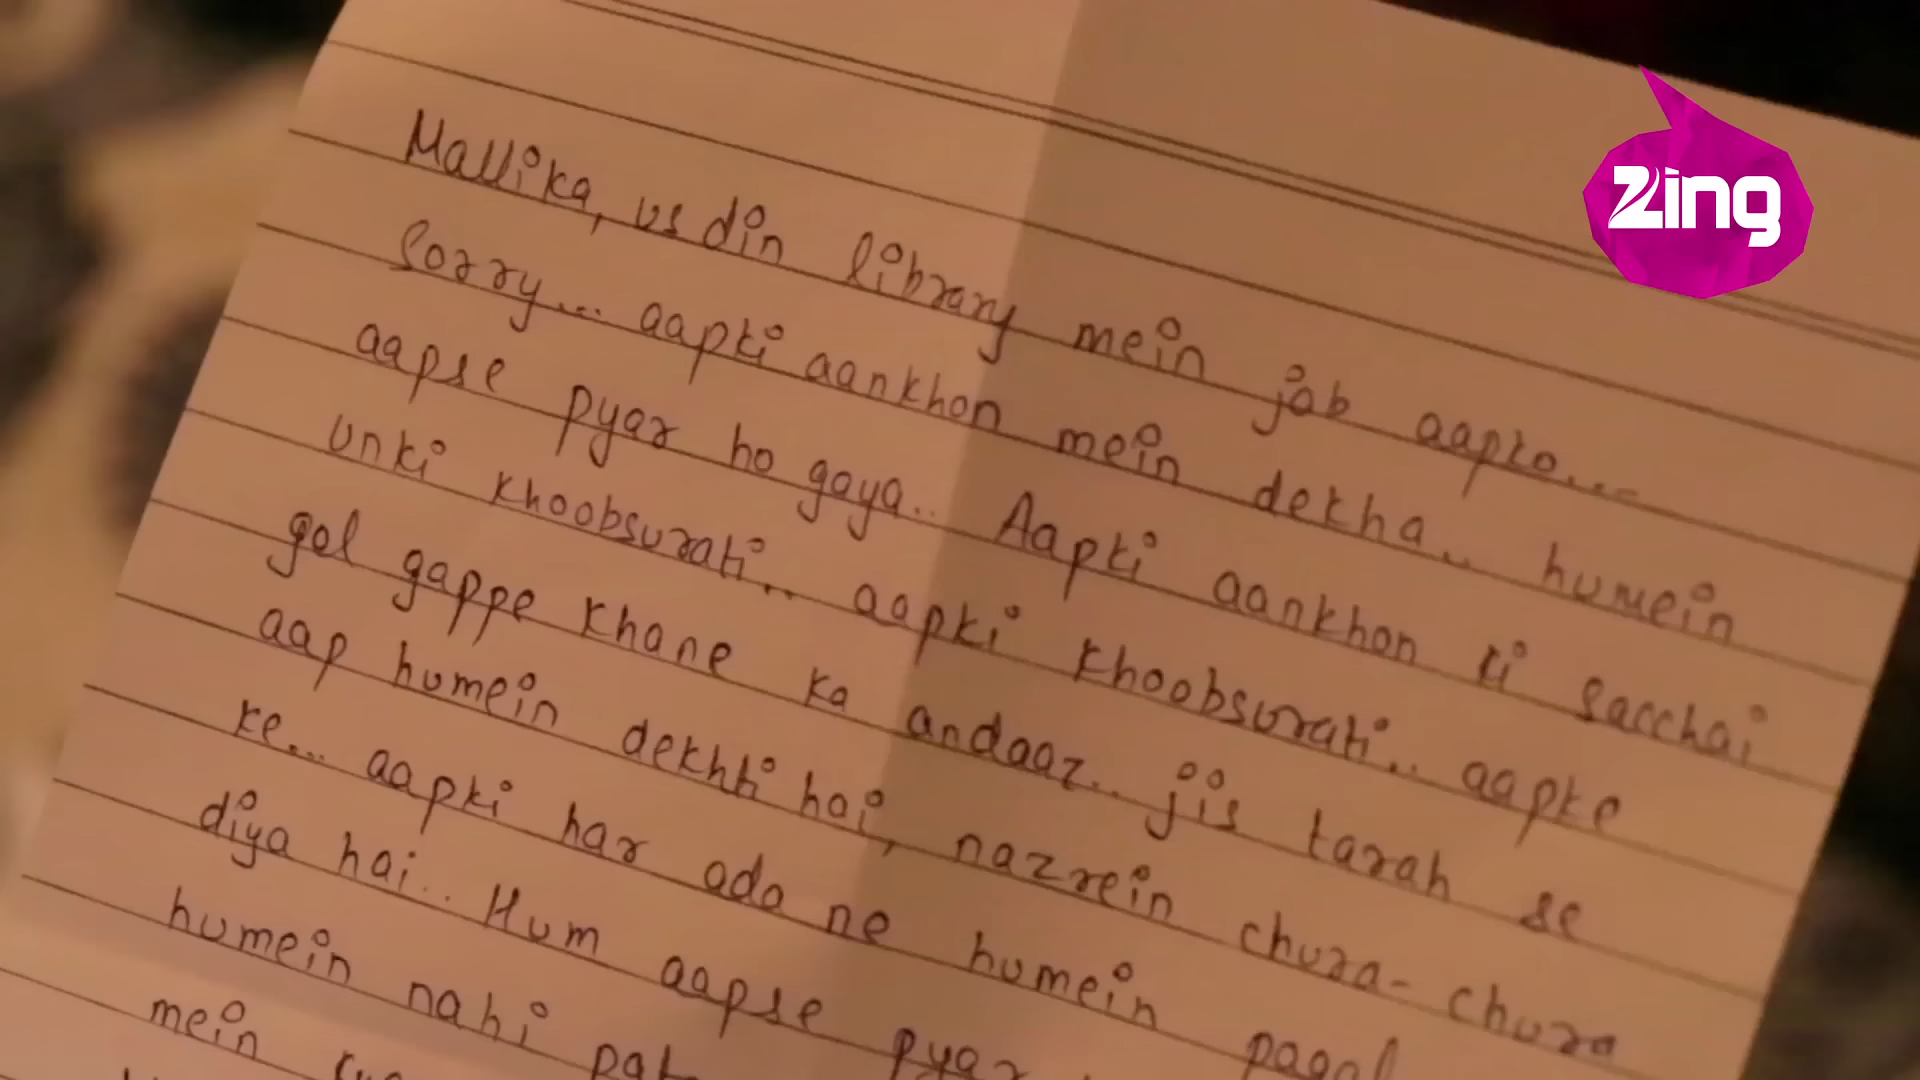 Mallika, us din library mein jab aapko...
Sorry... aapki aankhon mein dekha.. humein
aapse pyar ho gaya.. Aapki aankhon ki sacchai
unki khoobsurati.. aapki khoobsurati.. aapke
gol gappe khane ka andaaz.. jis tarah se
aap humein dekhti hai, nazrein chura-chura
ke... aapki har ada ne humein pagal
diya hai.. Hum aapse pyar
humein nahi
mein
Zing